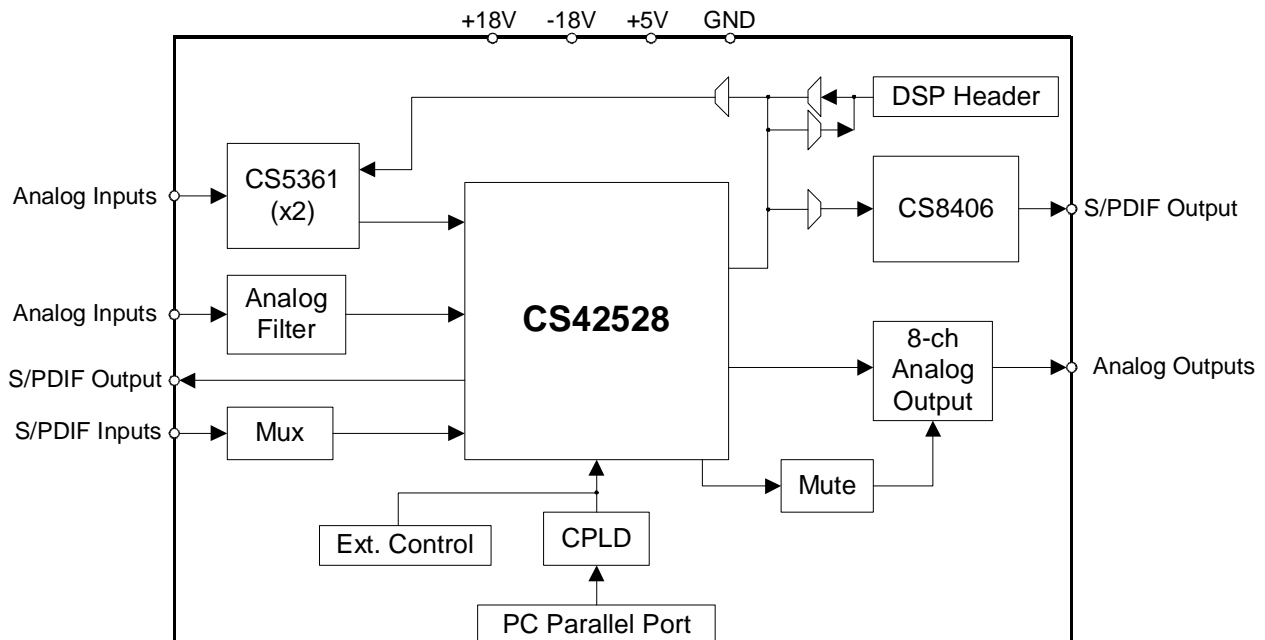 +18V -18V +5V GND
DSP Header
CS5361
(x2)
Analog Inputs
CS8406
S/PDIF Output
Analog Inputs
Analog
Filter
CS42528
8-ch
Analog
Output
Analog Outputs
S/PDIF Output
S/PDIF Inputs
Mux
Mute
Ext. Control
CPLD
PC Parallel Port